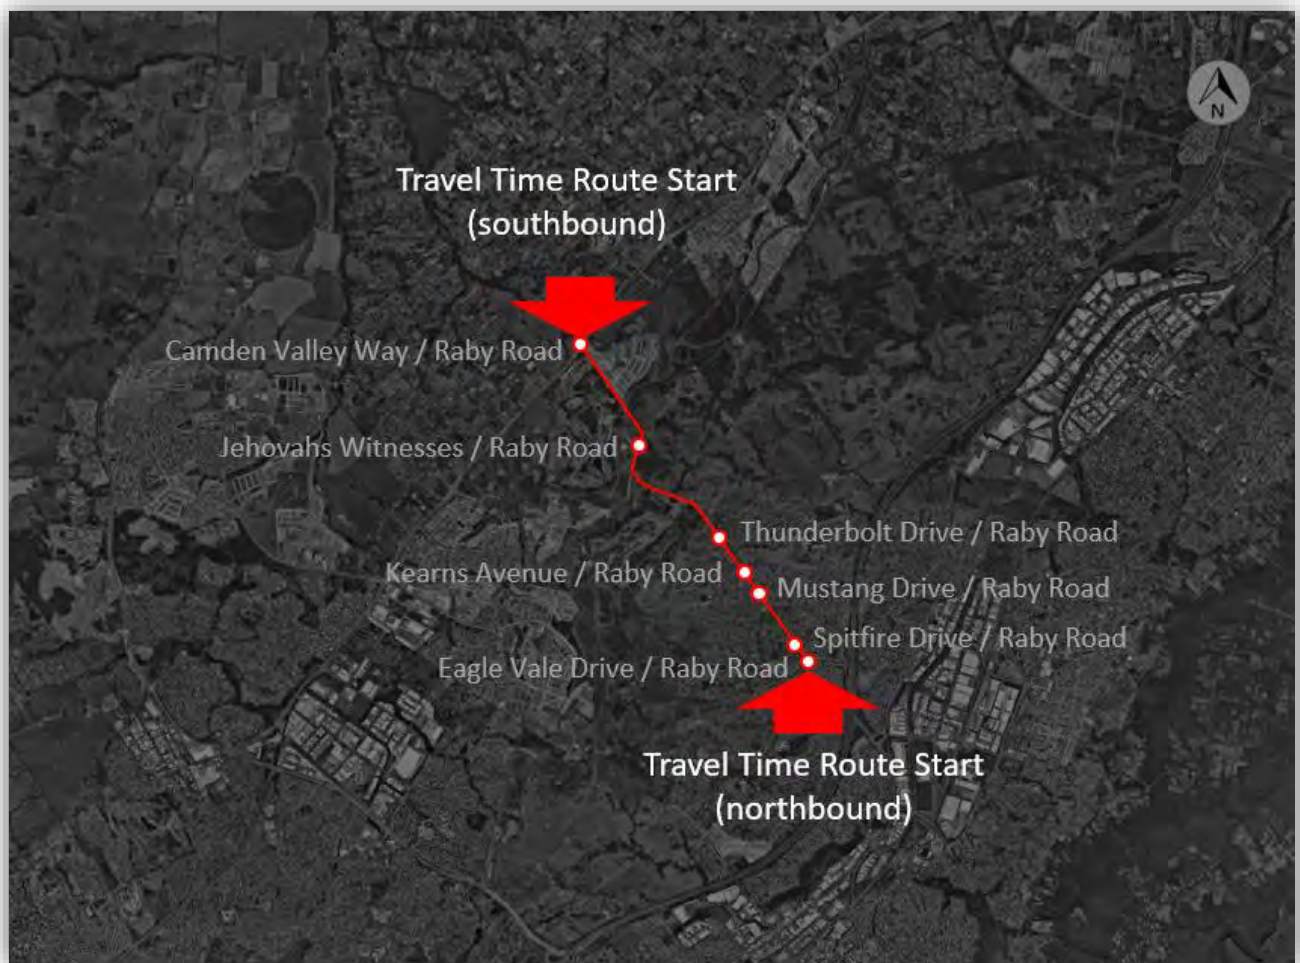 N
Travel Time Route Start
(southbound)
Camden Valley Way / Raby Road
Jehovahs Witnesses / Raby Road
Thunderbolt Drive / Raby Road
Kearns Avenue / Raby Road
Mustang Drive / Raby Road
Spitfire Drive / Raby Road
Eagle Vale Drive / Raby Road
Travel Time Route Start
(northbound)